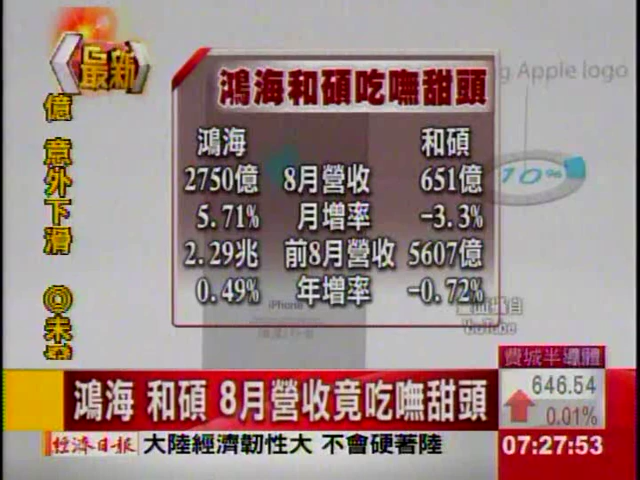 最新
億 意外下滑 ◎未
鴻海和碩吃嘸甜頭
鴻海 和碩
2750億 8月營收 651億
5.71% 月增率 -3.3%
2.29兆 前8月營收 5607億
0.49% 年增率 -0.72%
Apple logo
10%
iPhone
YouTube
鴻海 和碩 8月營收竟吃嘸甜頭
費城半導體
646.54
0.01%
經濟日報 大陸經濟韌性大 不會硬著陸
07:27:53